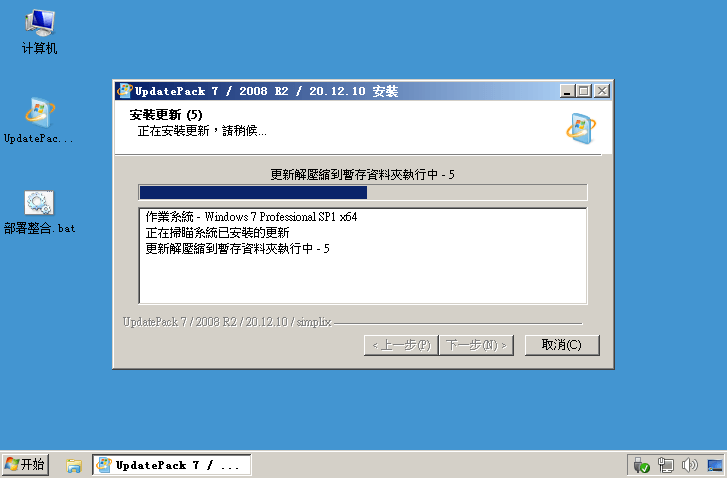 计算机
UpdatePac...
部署整合.bat
UpdatePack 7 / 2008 R2 / 20.12.10 安裝
安裝更新 (5)
正在安裝更新，請稍候...
更新解壓縮到暫存資料夾執行中 - 5
作業系統 - Windows 7 Professional SP1 x64
正在掃瞄系統已安裝的更新
更新解壓縮到暫存資料夾執行中 - 5
UpdatePack 7 / 2008 R2 / 20.12.10 / simplix
< 上一步(P)
下一步(N) >
取消(C)
开始
UpdatePack 7 / ...